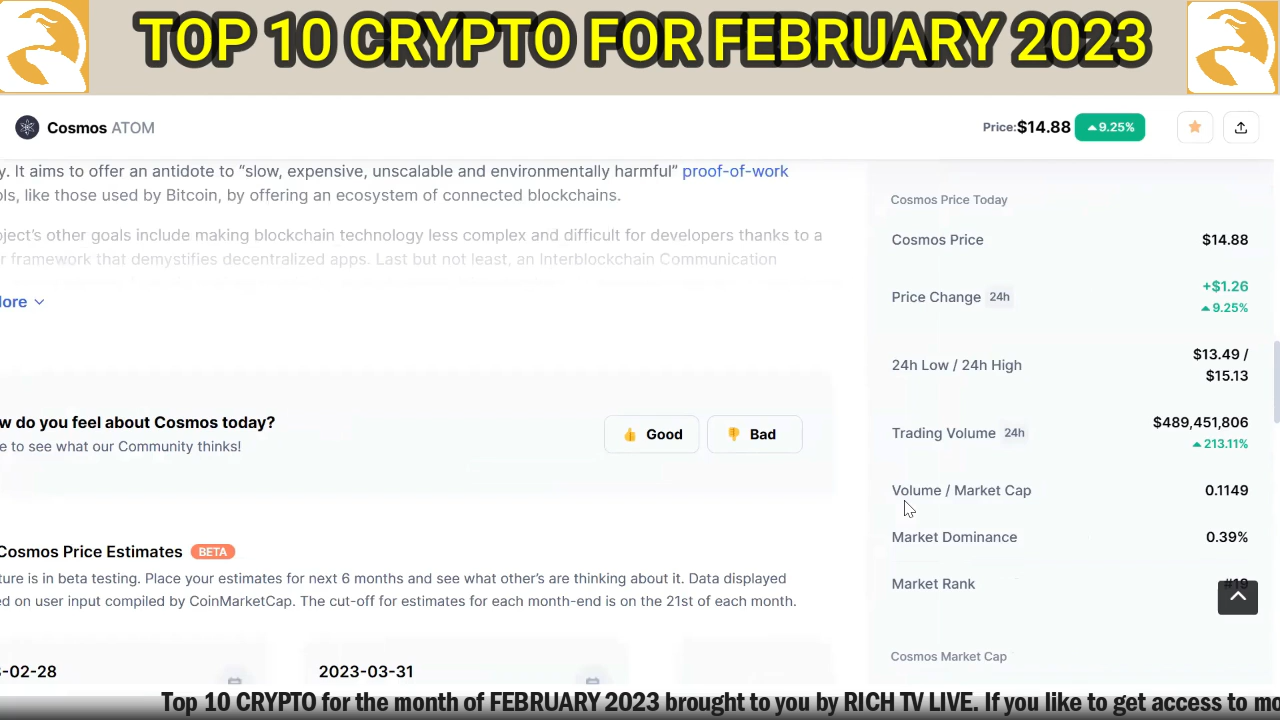 TOP 10 CRYPTO FOR FEBRUARY 2023
Cosmos ATOM
Price:$14.88 9.25%
y. It aims to offer an antidote to “slow, expensive, unscalable and environmentally harmful” proof-of-work
ols, like those used by Bitcoin, by offering an ecosystem of connected blockchains.
oject’s other goals include making blockchain technology less complex and difficult for developers thanks to a
r framework that demystifies decentralized apps. Last but not least, an Interblockchain Communication
More
w do you feel about Cosmos today?
e to see what our Community thinks!
Good
Bad
Cosmos Price Estimates BETA
ture is in beta testing. Place your estimates for next 6 months and see what other’s are thinking about it. Data displayed
ed on user input compiled by CoinMarketCap. The cut-off for estimates for each month-end is on the 21st of each month.
-02-28
2023-03-31
Cosmos Price Today
Cosmos Price $14.88
Price Change 24h +$1.26
9.25%
24h Low / 24h High $13.49 /
$15.13
Trading Volume 24h $489,451,806
213.11%
Volume / Market Cap 0.1149
Market Dominance 0.39%
Market Rank #19
Cosmos Market Cap
Top 10 CRYPTO for the month of FEBRUARY 2023 brought to you by RICH TV LIVE. If you like to get access to mo